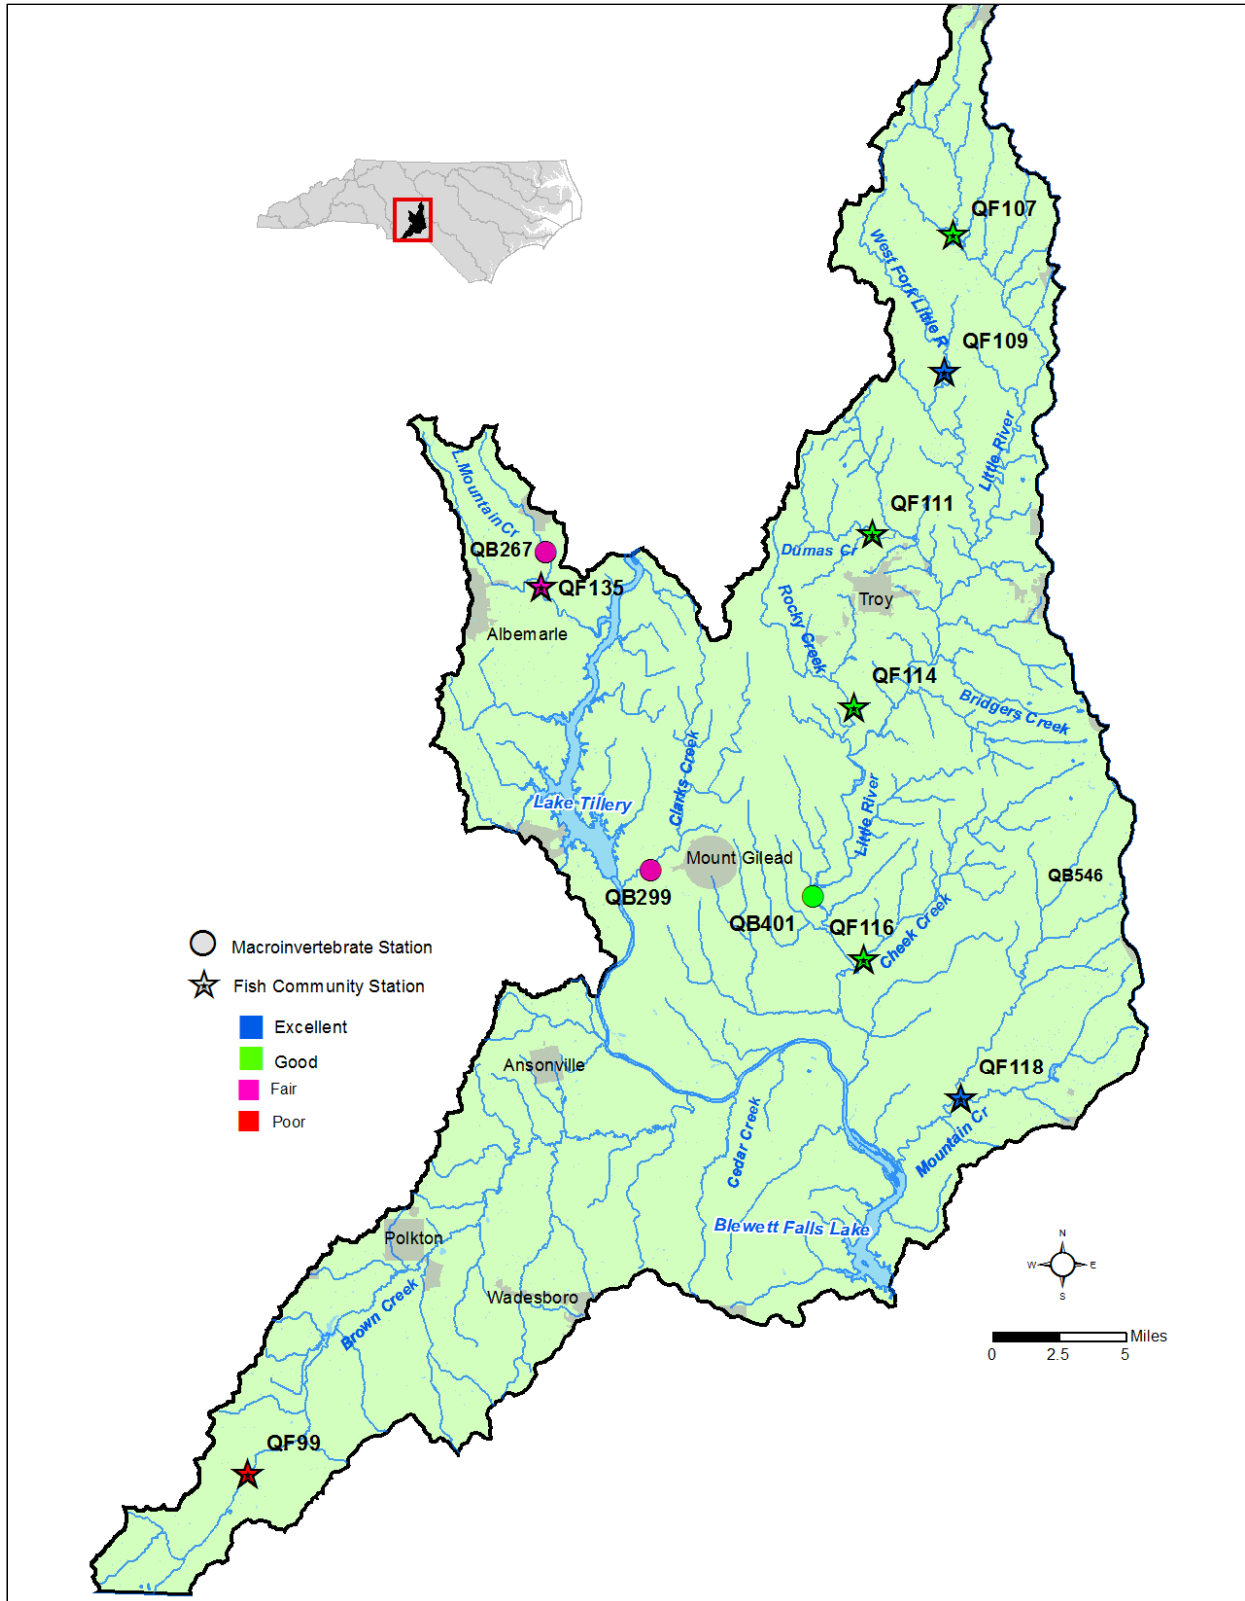 QF107
West Fork Little R
QF109
Little River
L.Mountain Cr
QF111
QB267
Dumas Cr
QF135
Troy
Albemarle
Rocky Creek
QF114
Bridgers Creek
Clarks Creek
Lake Tillery
Little River
Mount Gilead
QB546
QB299
QB401
QF116
Cheek Creek
Macroinvertebrate Station
Fish Community Station
Excellent
Good
Fair
Poor
Ansonville
QF118
Cedar Creek
Mountain Cr
Blewett Falls Lake
Polkton
N
W
E
S
Wadesboro
Brown Creek
Miles
0 2.5 5
QF99